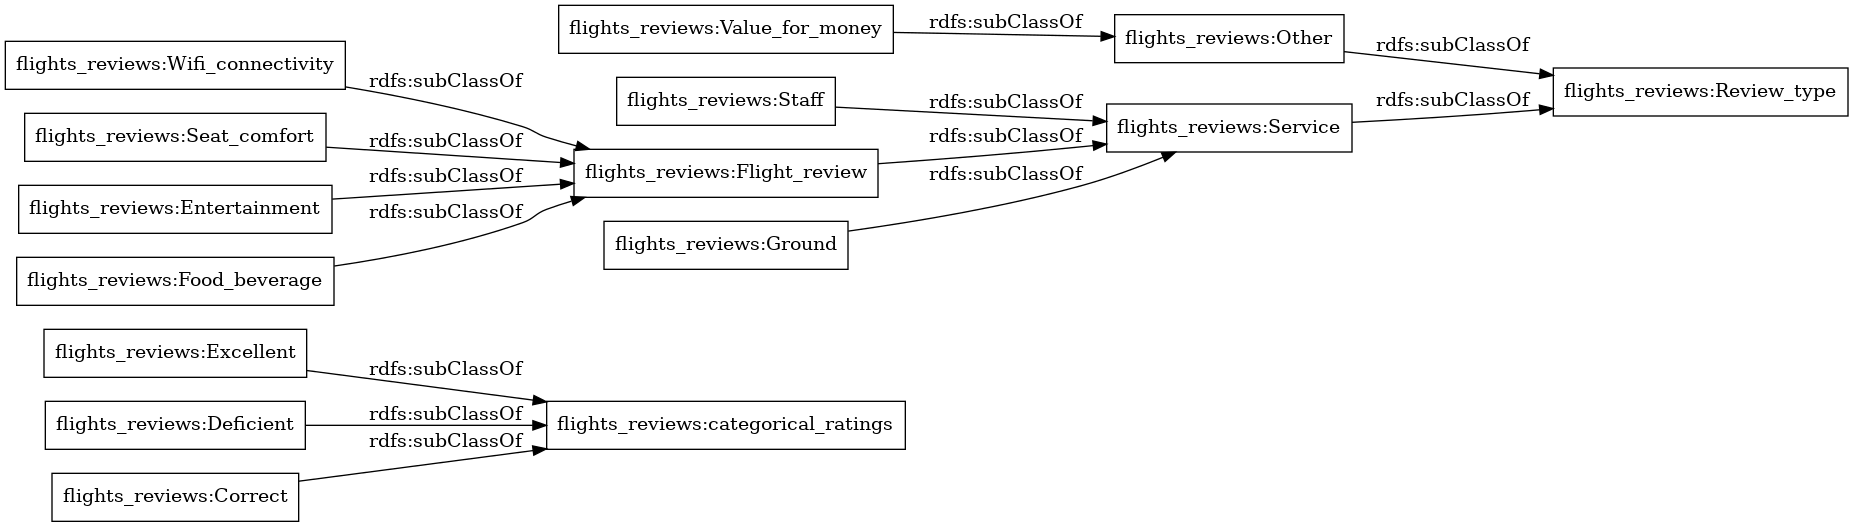 flights_reviews:Value_for_money
rdfs:subClassOf
flights_reviews:Other
rdfs:subClassOf
flights_reviews:Wifi_connectivity
rdfs:subClassOf
flights_reviews:Staff
rdfs:subClassOf
rdfs:subClassOf
flights_reviews:Review_type
flights_reviews:Seat_comfort
rdfs:subClassOf
rdfs:subClassOf
flights_reviews:Service
flights_reviews:Entertainment
rdfs:subClassOf
flights_reviews:Flight_review
rdfs:subClassOf
rdfs:subClassOf
flights_reviews:Ground
flights_reviews:Food_beverage
flights_reviews:Excellent
rdfs:subClassOf
flights_reviews:Deficient
rdfs:subClassOf
flights_reviews:categorical_ratings
rdfs:subClassOf
flights_reviews:Correct